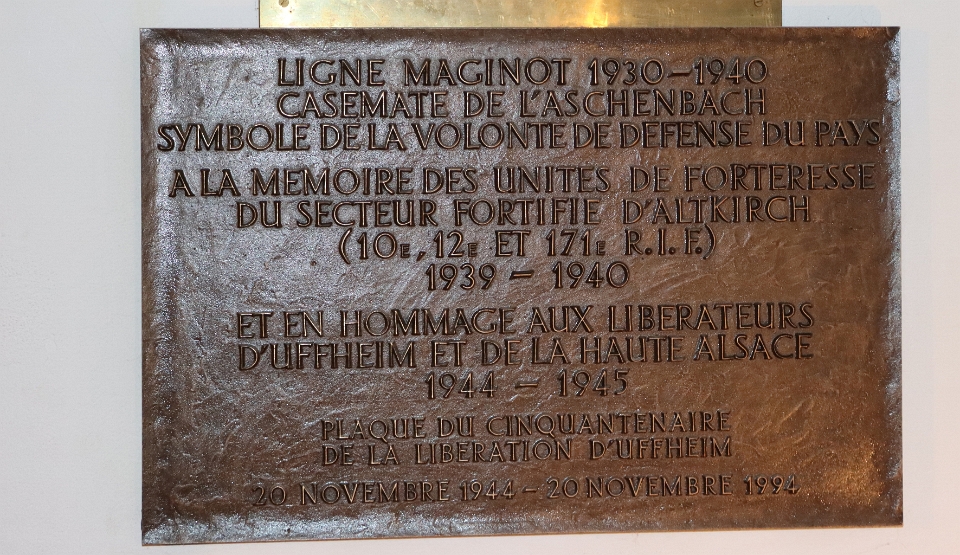 LIGNE MAGINOT 1930-1940
CASEMATE DE L'ASCHENBACH
SYMBOLE DE LA VOLONTE DE DEFENSE DU PAYS
A LA MEMOIRE DES UNITES DE FORTERESSE
DU SECTEUR FORTIFIE D'ALTKIRCH
(10E, 12E ET 171E R.I.F.)
1939 - 1940
ET EN HOMMAGE AUX LIBERATEURS
D'UFFHEIM ET DE LA HAUTE ALSACE
1944 - 1945
PLAQUE DU CINQUANTENAIRE
DE LA LIBERATION D'UFFHEIM
20 NOVEMBRE 1944 - 20 NOVEMBRE 1994